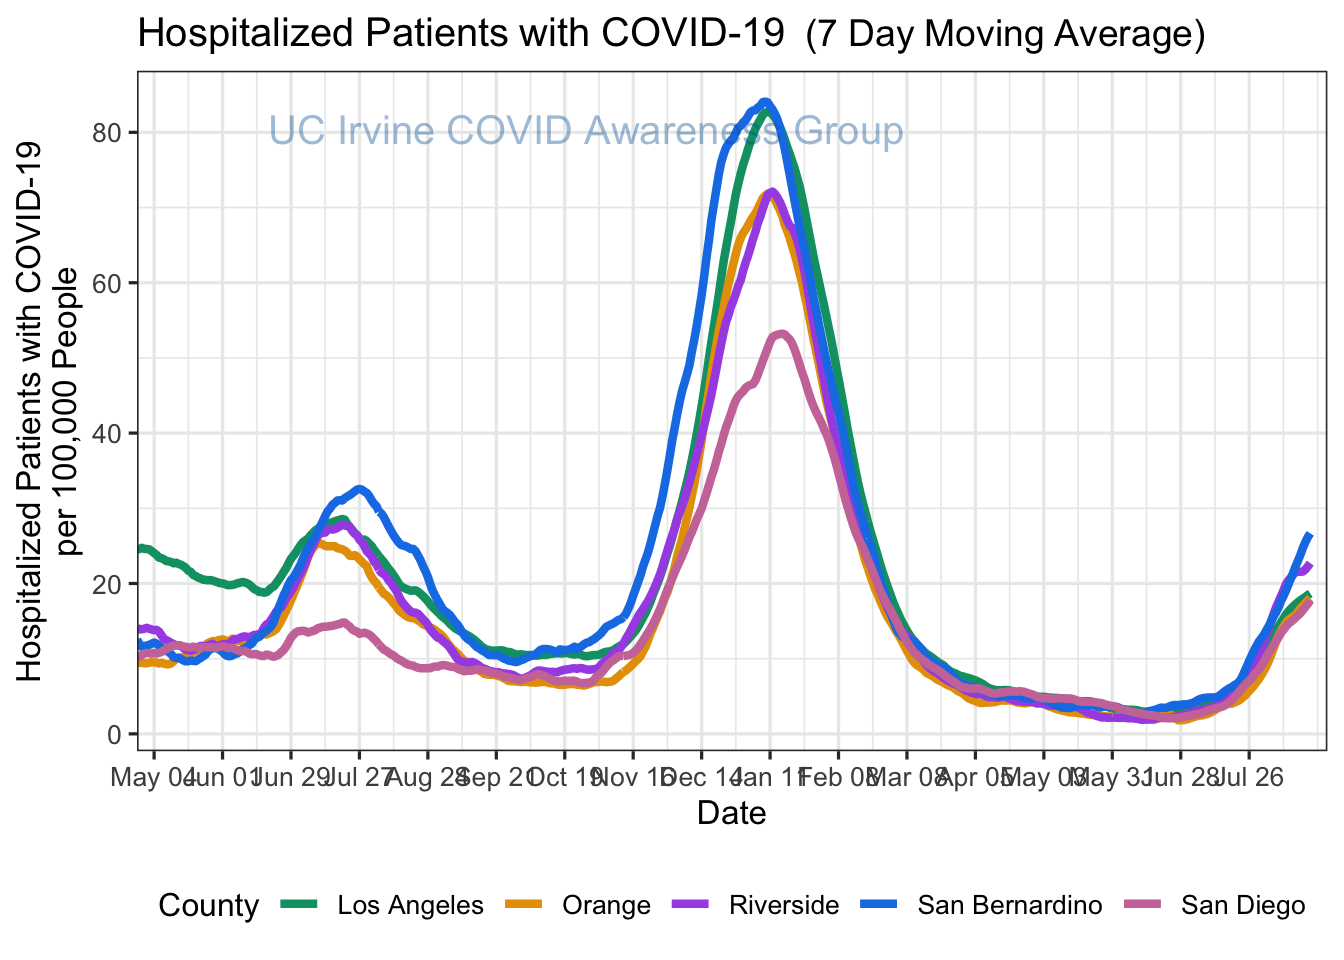 Hospitalized Patients with COVID-19 (7 Day Moving Average)
Hospitalized Patients with COVID-19
per 100,000 People
UC Irvine COVID Awareness Group
80
60
40
20
0
May 04 Jun 01 Jun 29 Jul 27 Aug 24 Sep 21 Oct 19 Nov 16 Dec 14 Jan 11 Feb 08 Mar 08 Apr 05 May 03 May 31 Jun 28 Jul 26
Date
County Los Angeles Orange Riverside San Bernardino San Diego